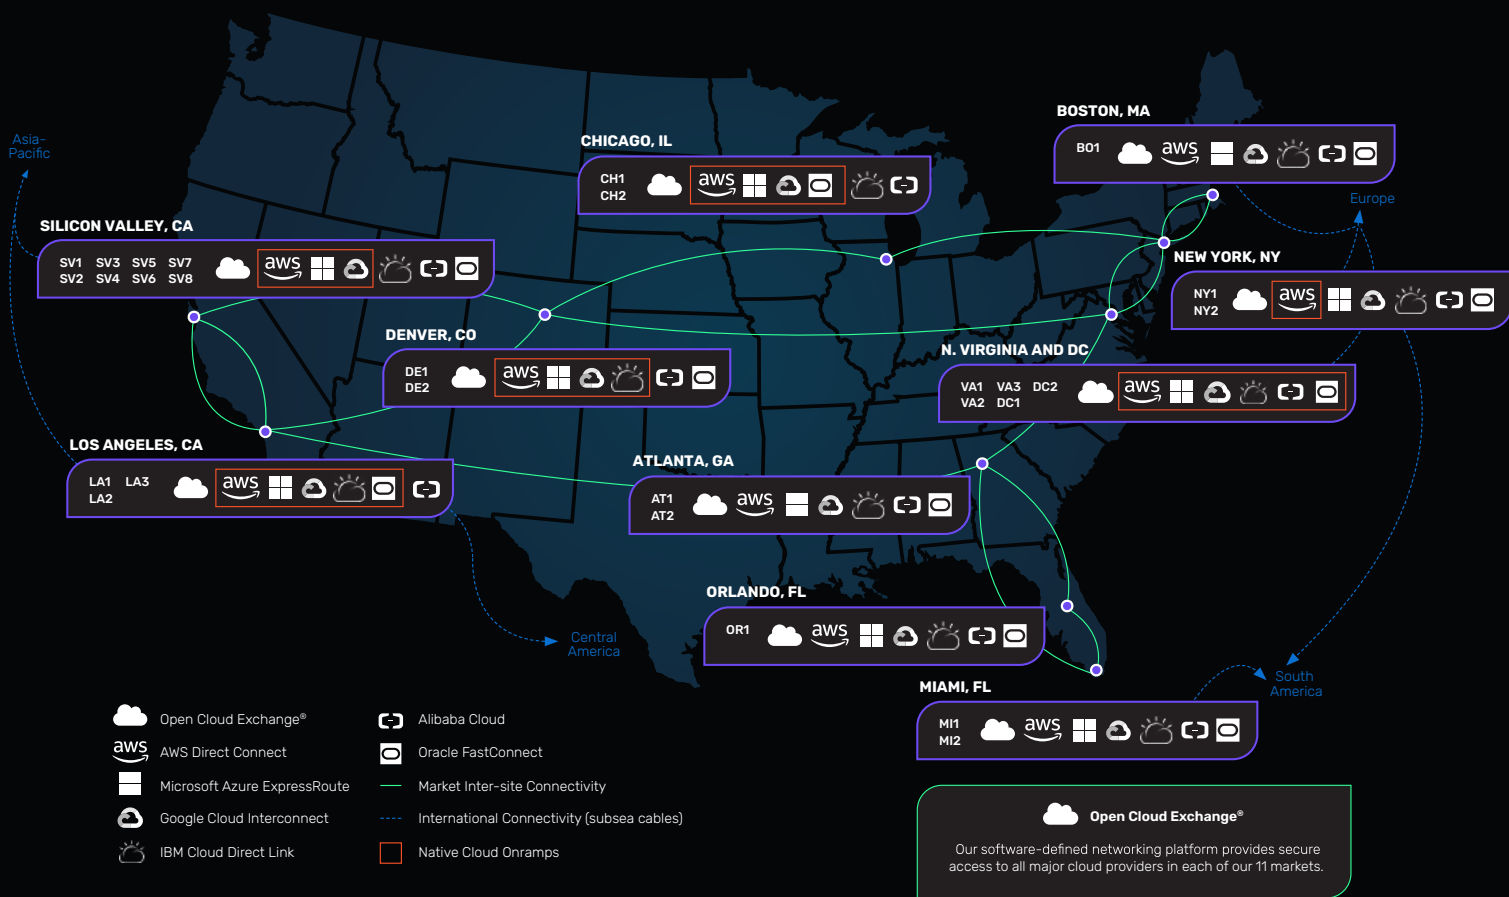 BOSTON, MA
BO1
aws
Asia-
Pacific
CHICAGO, IL
CH1
CH2
aws
Europe
SILICON VALLEY, CA
SV1 SV3 SV5 SV7
SV2 SV4 SV6 SV8
aws
NEW YORK, NY
NY1
NY2
aws
DENVER, CO
DE1
DE2
aws
N. VIRGINIA AND DC
VA1 VA3 DC2
VA2 DC1
aws
LOS ANGELES, CA
LA1 LA3
LA2
aws
ATLANTA, GA
AT1
AT2
aws
ORLANDO, FL
OR1
aws
Central
America
South
America
MIAMI, FL
MI1
MI2
aws
Open Cloud Exchange®
aws
AWS Direct Connect
Microsoft Azure ExpressRoute
Google Cloud Interconnect
IBM Cloud Direct Link
Alibaba Cloud
Oracle FastConnect
Market Inter-site Connectivity
International Connectivity (subsea cables)
Native Cloud Onramps
Open Cloud Exchange®
Our software-defined networking platform provides secure
access to all major cloud providers in each of our 11 markets.